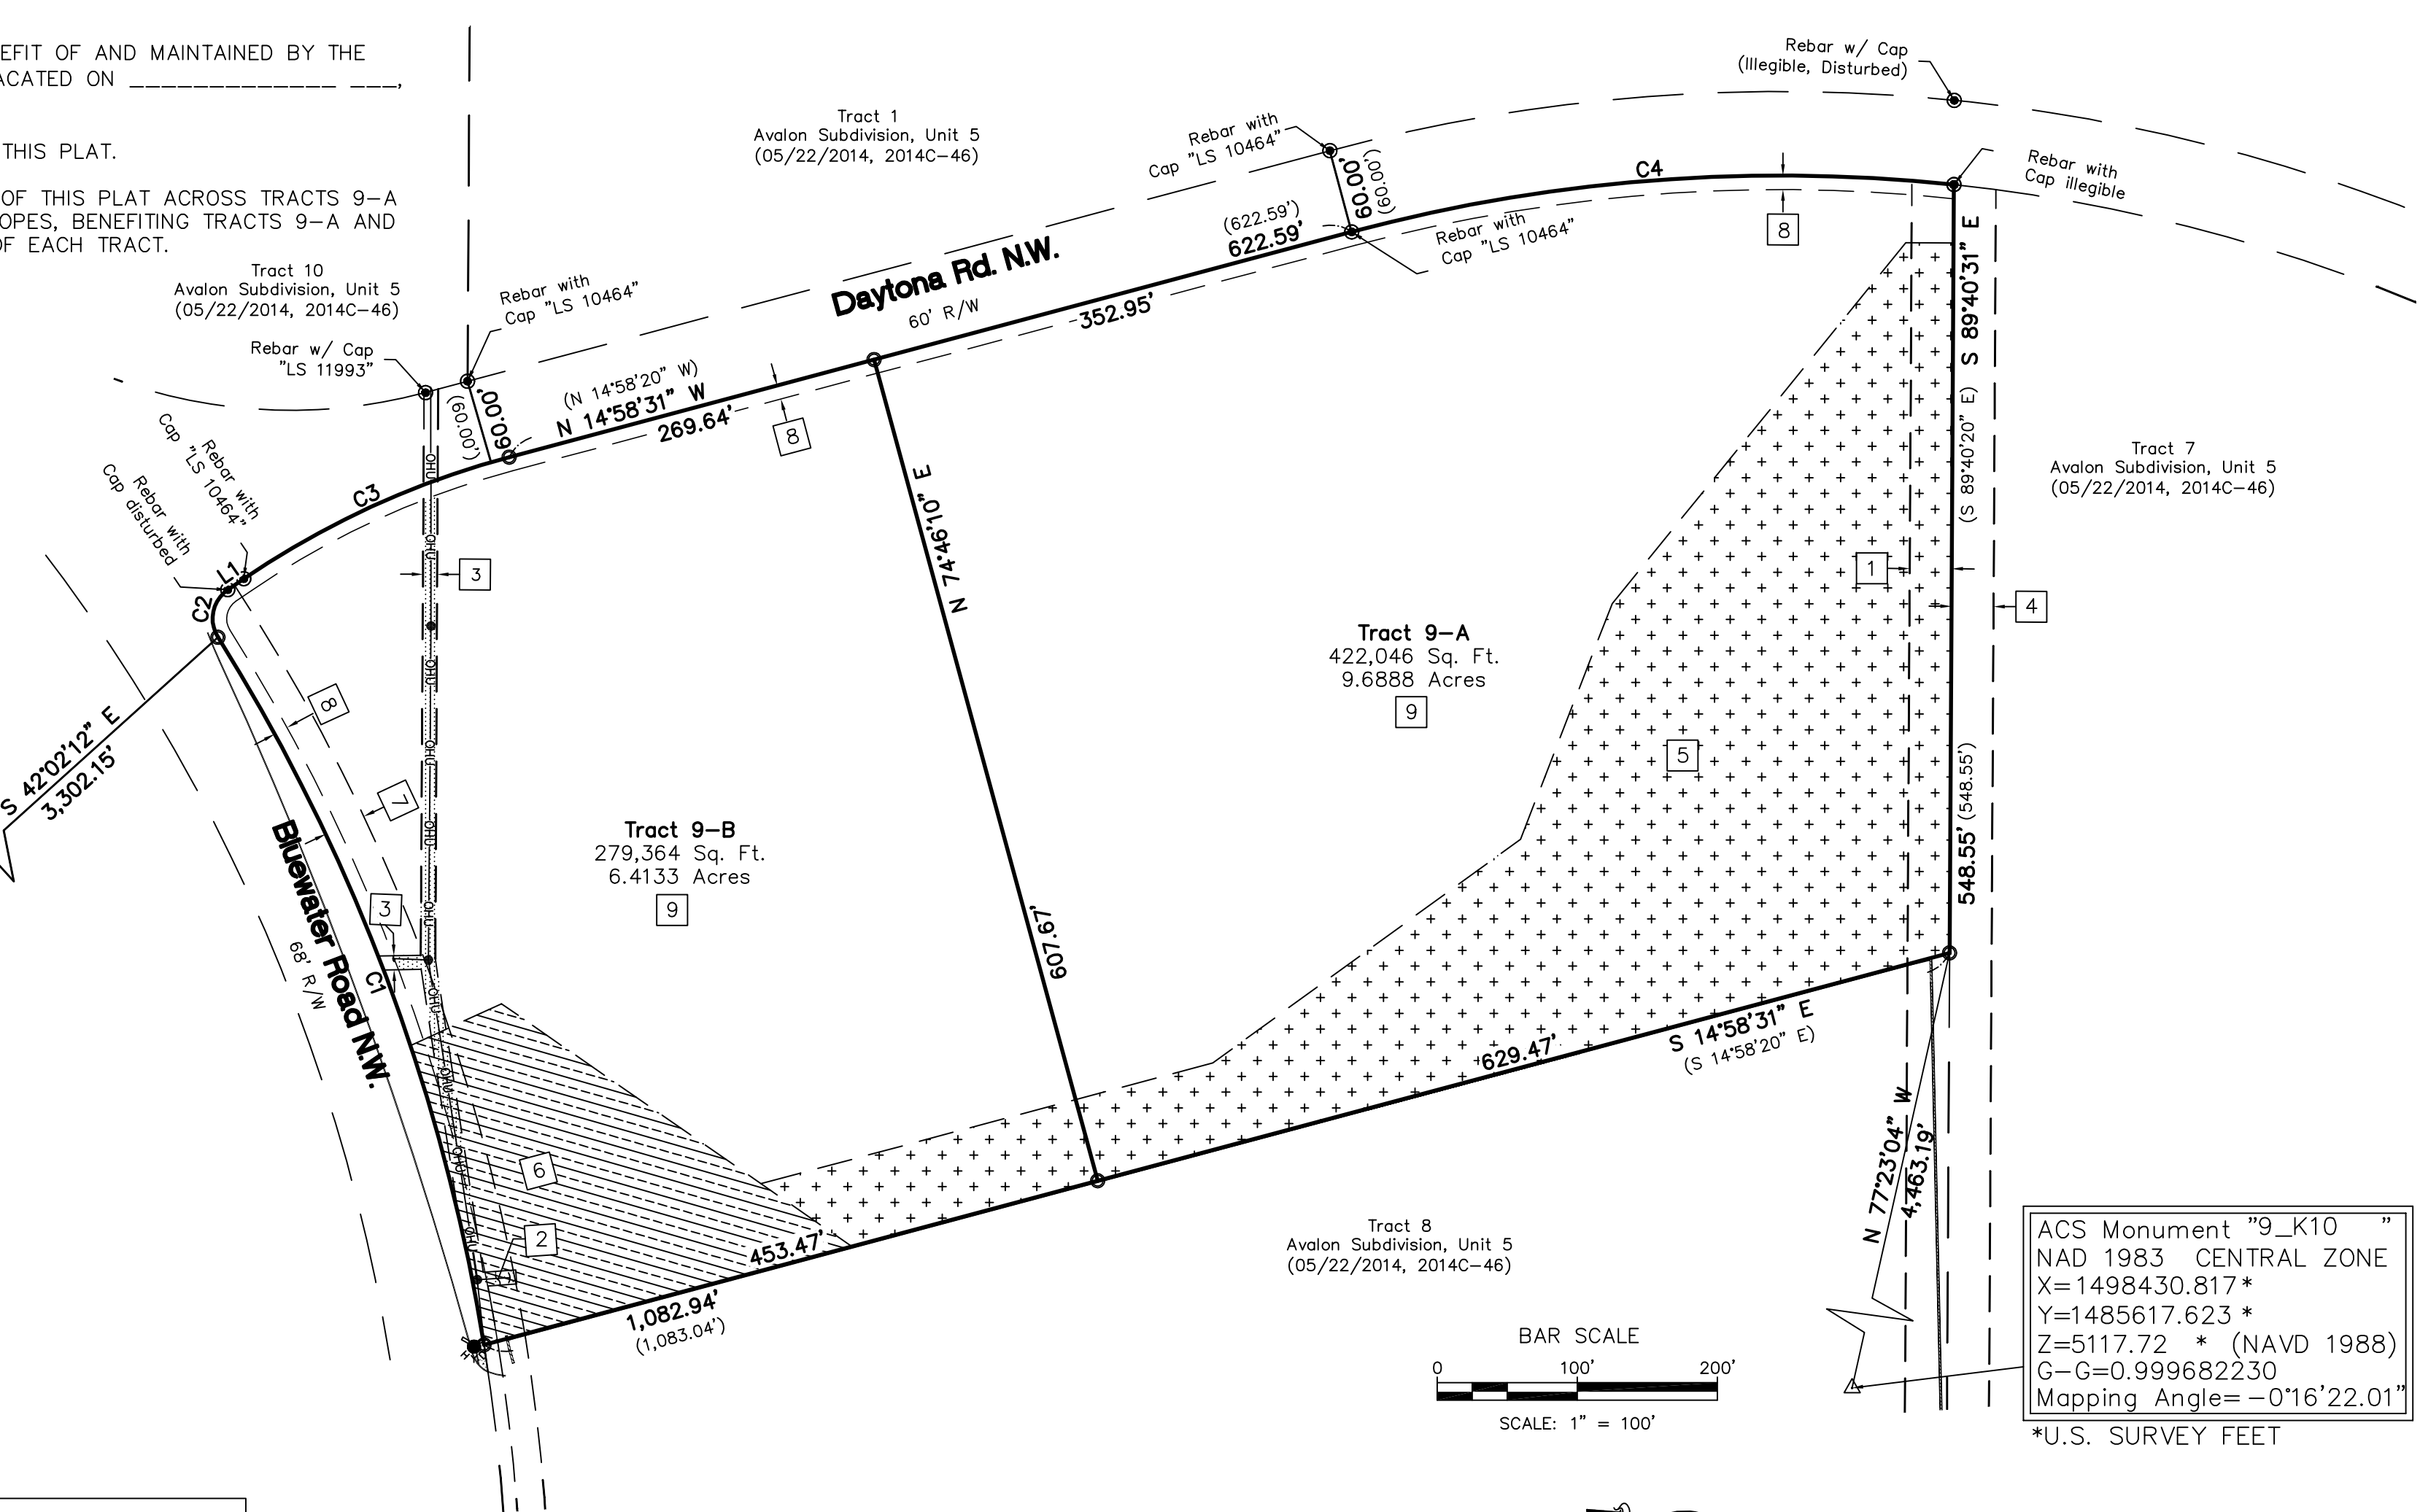 EFIT OF AND MAINTAINED BY THE
ACATED ON _____________ ___,
THIS PLAT.
OF THIS PLAT ACROSS TRACTS 9-A
OPES, BENEFITING TRACTS 9-A AND
OF EACH TRACT.
Tract 10
Avalon Subdivision, Unit 5
(05/22/2014, 2014C-46)
Rebar w/ Cap
"LS 11993"
Rebar with
Cap "LS 10464"
Tract 1
Avalon Subdivision, Unit 5
(05/22/2014, 2014C-46)
Rebar with
Cap "LS 10464"
60.00'
(60.00')
Rebar w/ Cap
(Illegible, Disturbed)
Rebar with
Cap illegible
C4
8
Rebar with
Cap "LS 10464"
(622.59')
622.59'
Daytona Rd. N.W.
60' R/W
352.95'
(N 14°58'20" W)
N 14°58'31" W
269.64'
8
60.00'
(60.00')
C3
Rebar with
Cap "LS 10464"
Rebar with
Cap disturbed
L1
C2
S 42°02'12" E
3,302.15'
OHU
OHU
OHU
OHU
OHU
OHU
OHU
OHU
OHU
OHU
3
8
7
3
C1
Bluewater Road N.W.
68' R/W
Tract 9-B
279,364 Sq. Ft.
6.4133 Acres
9
N 74°46'10" E
607.67'
Tract 9-A
422,046 Sq. Ft.
9.6888 Acres
9
5
1
4
S 89°40'31" E
(S 89°40'20" E)
548.55'
(548.55')
Tract 7
Avalon Subdivision, Unit 5
(05/22/2014, 2014C-46)
6
2
453.47'
1,082.94'
(1,083.04')
629.47'
S 14°58'31" E
(S 14°58'20" E)
Tract 8
Avalon Subdivision, Unit 5
(05/22/2014, 2014C-46)
N 77°23'04" W
4,463.19'
BAR SCALE
0 100' 200'
SCALE: 1" = 100'
ACS Monument "9_K10 "
NAD 1983 CENTRAL ZONE
X=1498430.817*
Y=1485617.623 *
Z=5117.72 * (NAVD 1988)
G-G=0.999682230
Mapping Angle=-0°16'22.01"
*U.S. SURVEY FEET